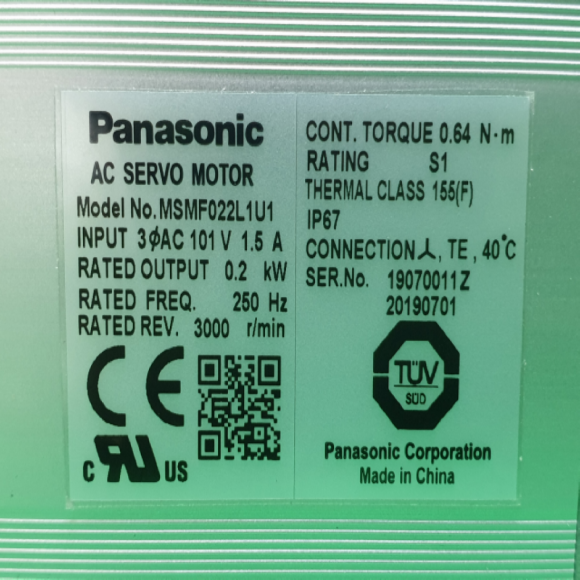 Panasonic
AC SERVO MOTOR
Model No. MSMF022L1U1
INPUT 3ϕAC 101 V 1.5 A
RATED OUTPUT 0.2 kW
RATED FREQ. 250 Hz
RATED REV. 3000 r/min
CE
C RU US
CONT. TORQUE 0.64 N·m
RATING S1
THERMAL CLASS 155(F)
IP67
CONNECTION⅄, TE, 40°C
SER.No. 19070011Z
20190701
TÜV
SÜD
Panasonic Corporation
Made in China